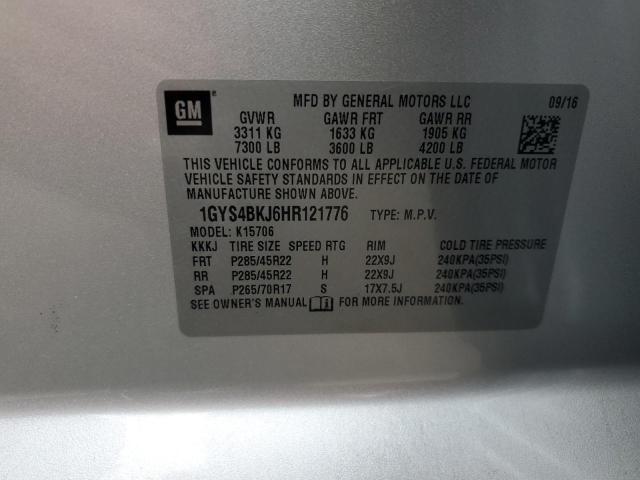 GM
MFD BY GENERAL MOTORS LLC 09/16
GVWR GAWR FRT GAWR RR
3311 KG 1633 KG 1905 KG
7300 LB 3600 LB 4200 LB
THIS VEHICLE CONFORMS TO ALL APPLICABLE U.S. FEDERAL MOTOR
VEHICLE SAFETY STANDARDS IN EFFECT ON THE DATE OF
MANUFACTURE SHOWN ABOVE.
1GYS4BKJ6HR121776 TYPE: M.P.V.
MODEL: K15706
KKKJ TIRE SIZE SPEED RTG RIM COLD TIRE PRESSURE
FRT P285/45R22 H 22X9J 240KPA(35PSI)
RR P285/45R22 H 22X9J 240KPA(35PSI)
SPA P265/70R17 S 17X7.5J 240KPA(35PSI)
SEE OWNER'S MANUAL FOR MORE INFORMATION.